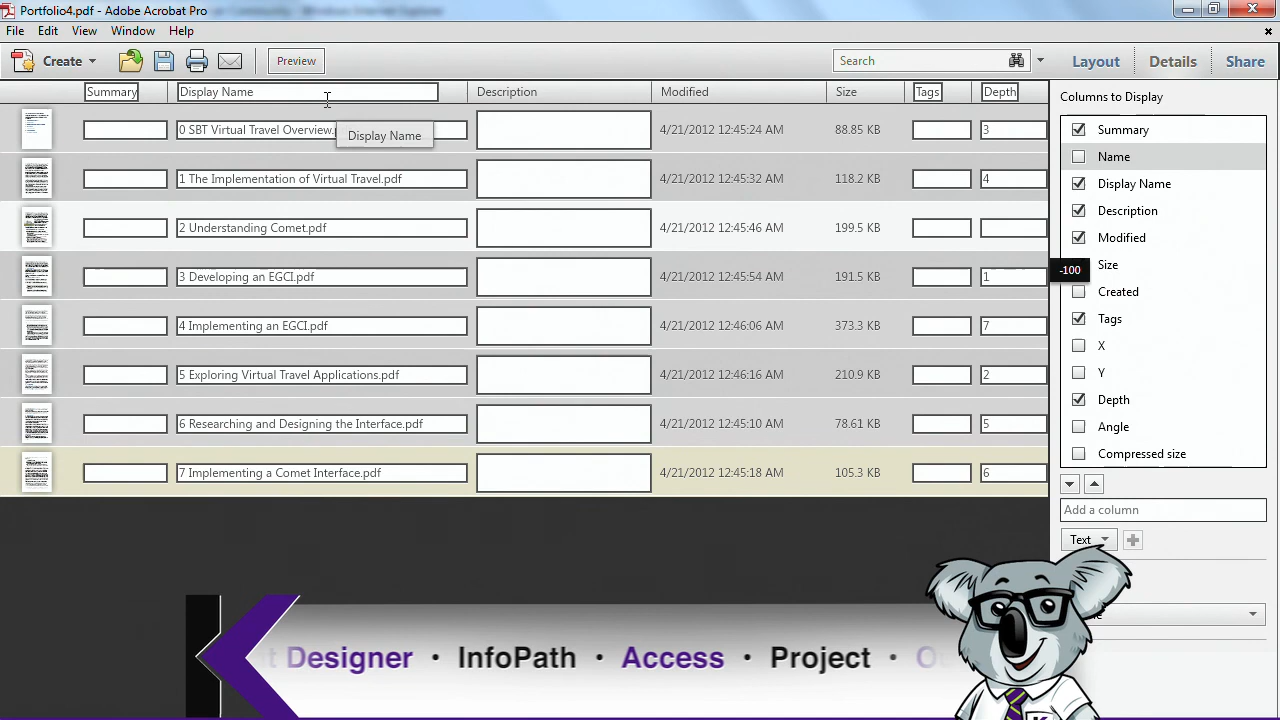 Portfolio4.pdf - Adobe Acrobat Pro
File Edit View Window Help
Create Preview Search Layout Details Share
Summary Display Name Description Modified Size Tags Depth
Columns to Display
0 SBT Virtual Travel Overview. 4/21/2012 12:45:24 AM 88.85 KB 3
Display Name
1 The Implementation of Virtual Travel.pdf 4/21/2012 12:45:32 AM 118.2 KB 4
2 Understanding Comet.pdf 4/21/2012 12:45:46 AM 199.5 KB
3 Developing an EGCI.pdf 4/21/2012 12:45:54 AM 191.5 KB 1
4 Implementing an EGCI.pdf 4/21/2012 12:46:06 AM 373.3 KB 7
5 Exploring Virtual Travel Applications.pdf 4/21/2012 12:46:16 AM 210.9 KB 2
6 Researching and Designing the Interface.pdf 4/21/2012 12:45:10 AM 78.61 KB 5
7 Implementing a Comet Interface.pdf 4/21/2012 12:45:18 AM 105.3 KB 6
Summary
Name
Display Name
Description
Modified
-100
Size
Created
Tags
X
Y
Depth
Angle
Compressed size
Add a column
Text
Designer • InfoPath • Access • Project •
K